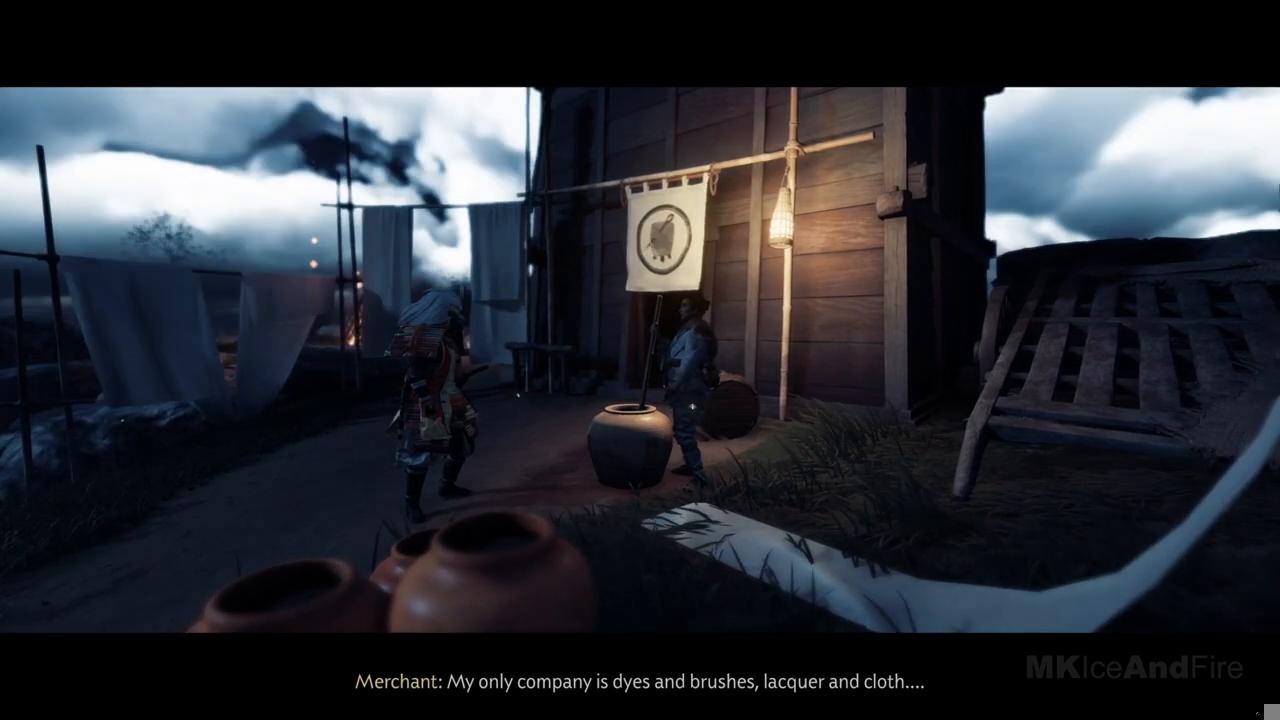 Merchant: My only company is dyes and brushes, lacquer and cloth....
MKIceAndFire